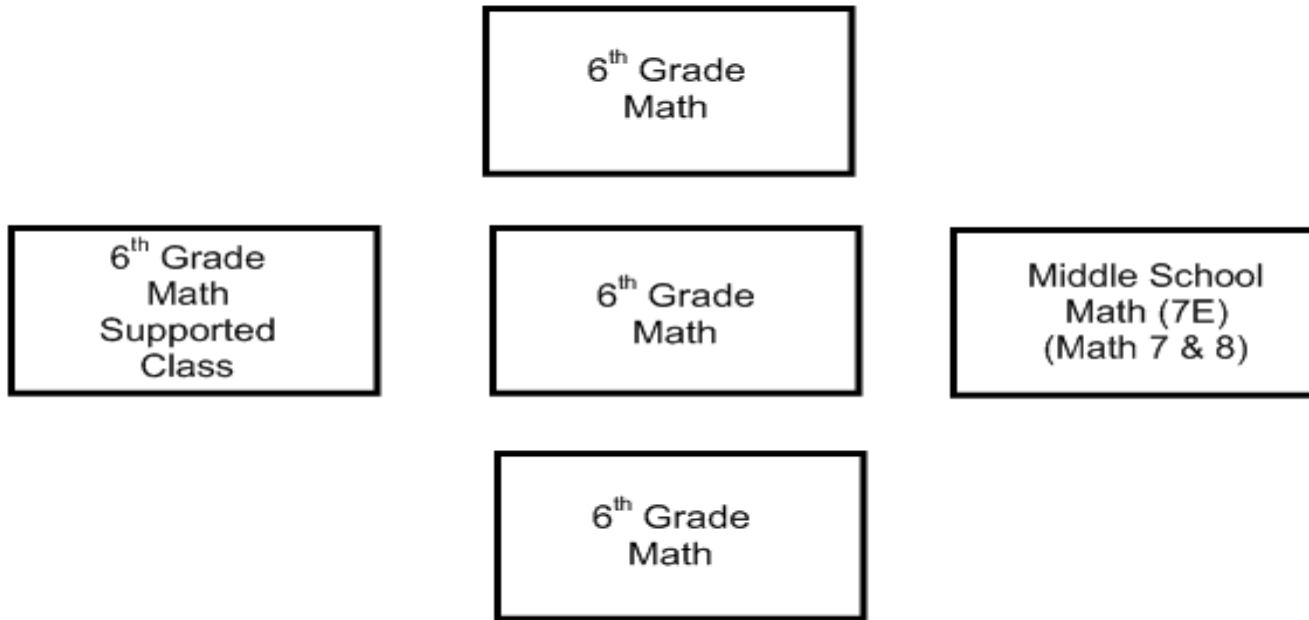 6th Grade
Math
6th Grade
Math
Supported
Class
6th Grade
Math
Middle School
Math (7E)
(Math 7 & 8)
6th Grade
Math